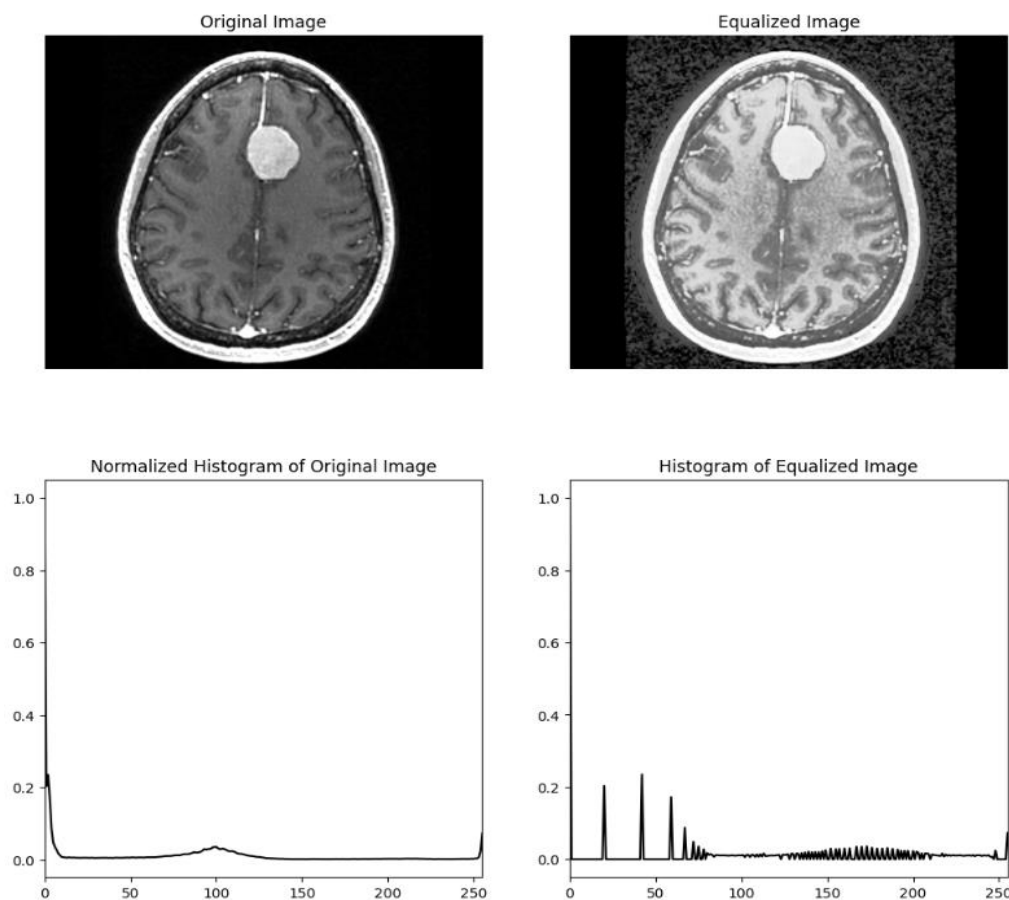 Original Image
Equalized Image
Normalized Histogram of Original Image
1.0
0.8
0.6
0.4
0.2
0.0
0 50 100 150 200 250
Histogram of Equalized Image
1.0
0.8
0.6
0.4
0.2
0.0
0 50 100 150 200 250